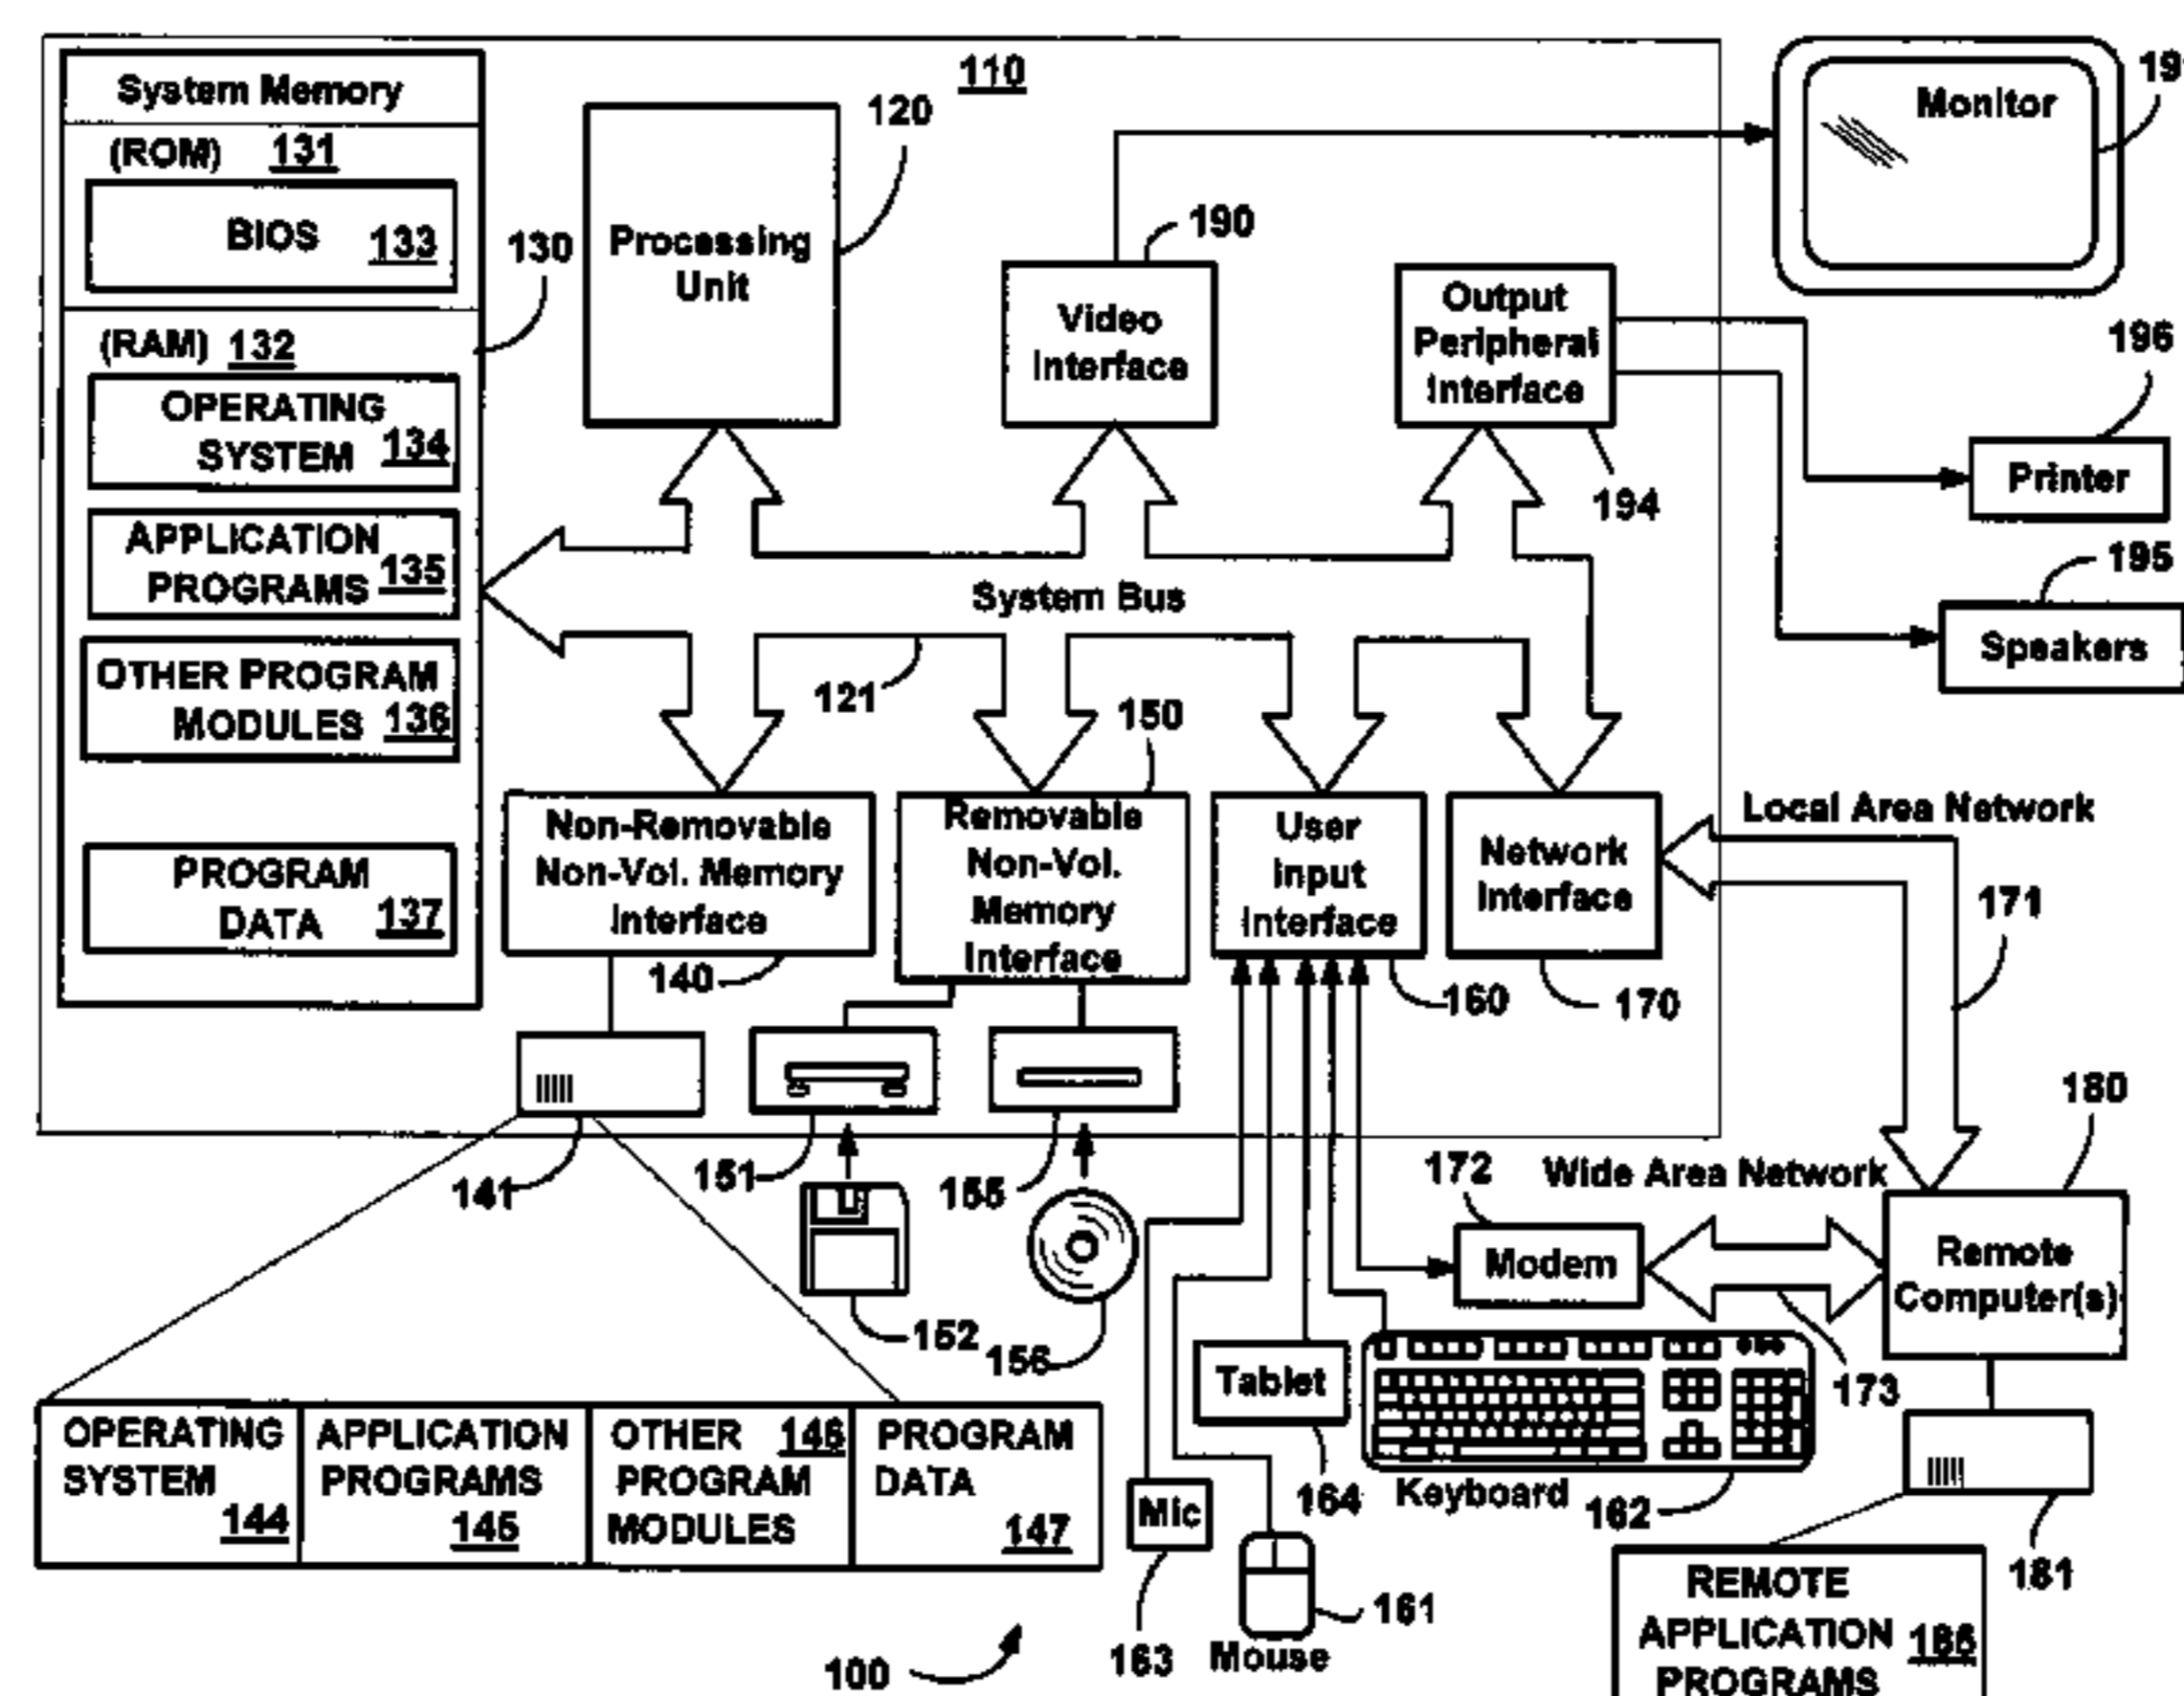 110
System Memory
(ROM) 131
BIOS 133
130
(RAM) 132
OPERATING
SYSTEM 134
APPLICATION
PROGRAMS 135
OTHER PROGRAM
MODULES 136
PROGRAM
DATA 137
120
Processing
Unit
190
Video
Interface
Output
Peripheral
Interface
194
Monitor
196
Printer
195
Speakers
System Bus
121
150
Non-Removable
Non-Vol. Memory
Interface
140
Removable
Non-Vol.
Memory
Interface
User
Input
Interface
160
Network
Interface
170
Local Area Network
171
180
141
151
155
152
156
172
Wide Area Network
Modem
Remote
Computer(s)
173
Tablet
164
Keyboard
162
Mic
163
161
Mouse
181
OPERATING
SYSTEM
144
APPLICATION
PROGRAMS
145
OTHER 146
PROGRAM
MODULES
PROGRAM
DATA
147
100
REMOTE
APPLICATION 185
PROGRAMS